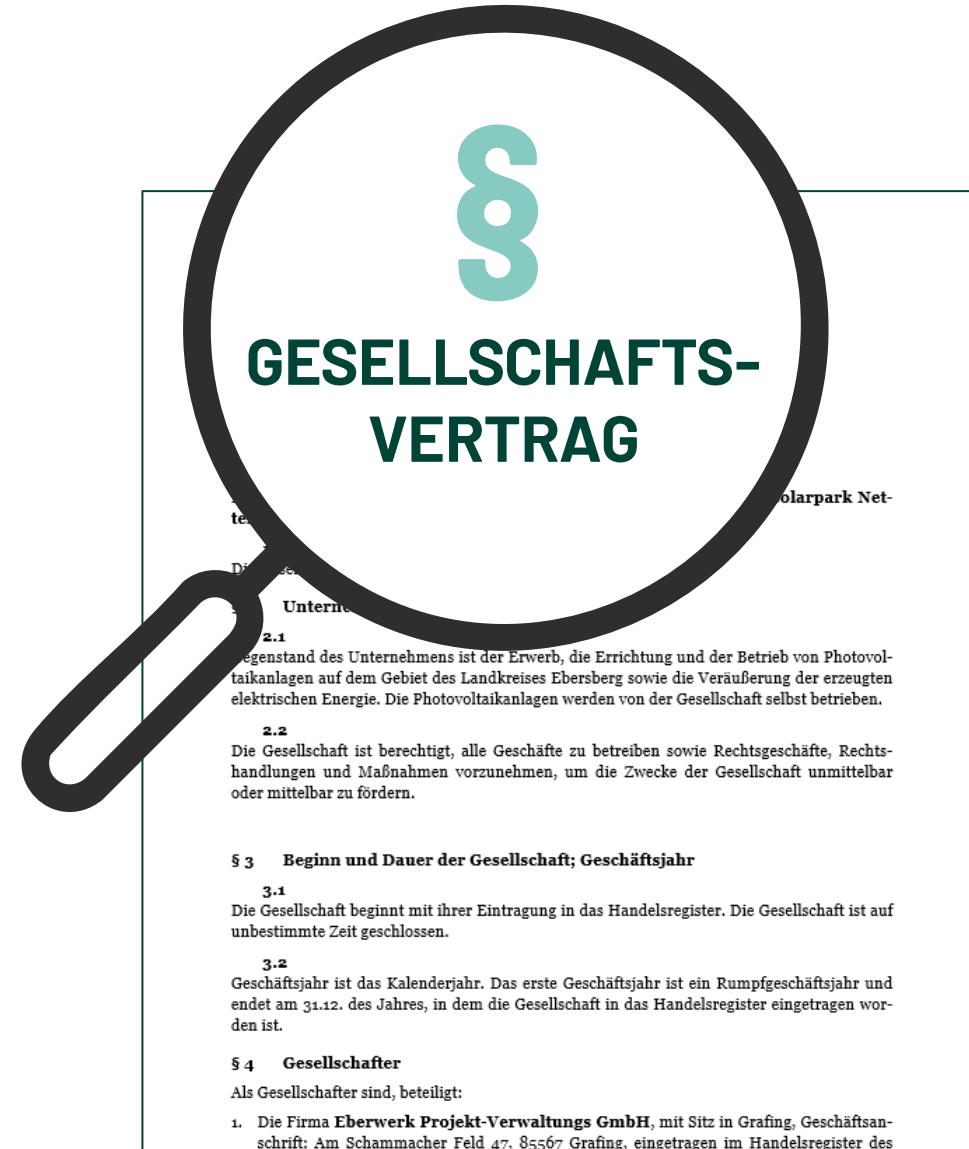 §
GESELLSCHAFTS-
VERTRAG
olarpark Net-
te
Di
Unterne
2.1
egenstand des Unternehmens ist der Erwerb, die Errichtung und der Betrieb von Photovol-
taikanlagen auf dem Gebiet des Landkreises Ebersberg sowie die Veräußerung der erzeugten
elektrischen Energie. Die Photovoltaikanlagen werden von der Gesellschaft selbst betrieben.
2.2
Die Gesellschaft ist berechtigt, alle Geschäfte zu betreiben sowie Rechtsgeschäfte, Rechts-
handlungen und Maßnahmen vorzunehmen, um die Zwecke der Gesellschaft unmittelbar
oder mittelbar zu fördern.
§ 3 Beginn und Dauer der Gesellschaft; Geschäftsjahr
3.1
Die Gesellschaft beginnt mit ihrer Eintragung in das Handelsregister. Die Gesellschaft ist auf
unbestimmte Zeit geschlossen.
3.2
Geschäftsjahr ist das Kalenderjahr. Das erste Geschäftsjahr ist ein Rumpfgeschäftsjahr und
endet am 31.12. des Jahres, in dem die Gesellschaft in das Handelsregister eingetragen wor-
den ist.
§ 4 Gesellschafter
Als Gesellschafter sind, beteiligt:
1. Die Firma Eberwerk Projekt-Verwaltungs GmbH, mit Sitz in Grafing, Geschäftsan-
schrift: Am Schammacher Feld 47, 85567 Grafing, eingetragen im Handelsregister des